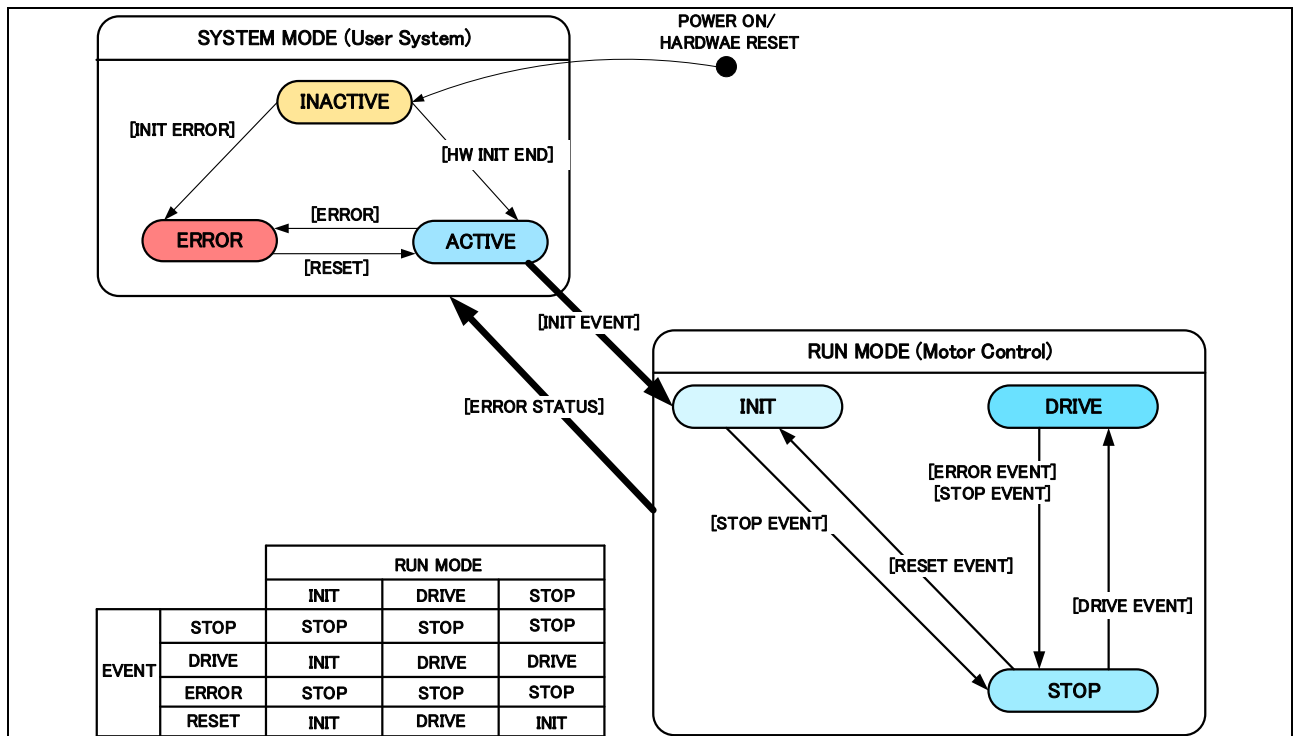 POWER ON/
HARDWAE RESET
SYSTEM MODE (User System)
INACTIVE
[INIT ERROR]
[HW INIT END]
[ERROR]
ERROR
ACTIVE
[RESET]
[INIT EVENT]
RUN MODE (Motor Control)
[ERROR STATUS]
INIT
DRIVE
[ERROR EVENT]
[STOP EVENT]
[STOP EVENT]
[RESET EVENT]
[DRIVE EVENT]
STOP
RUN MODE
INIT DRIVE STOP
EVENT
STOP STOP STOP STOP
DRIVE INIT DRIVE DRIVE
ERROR STOP STOP STOP
RESET INIT DRIVE INIT